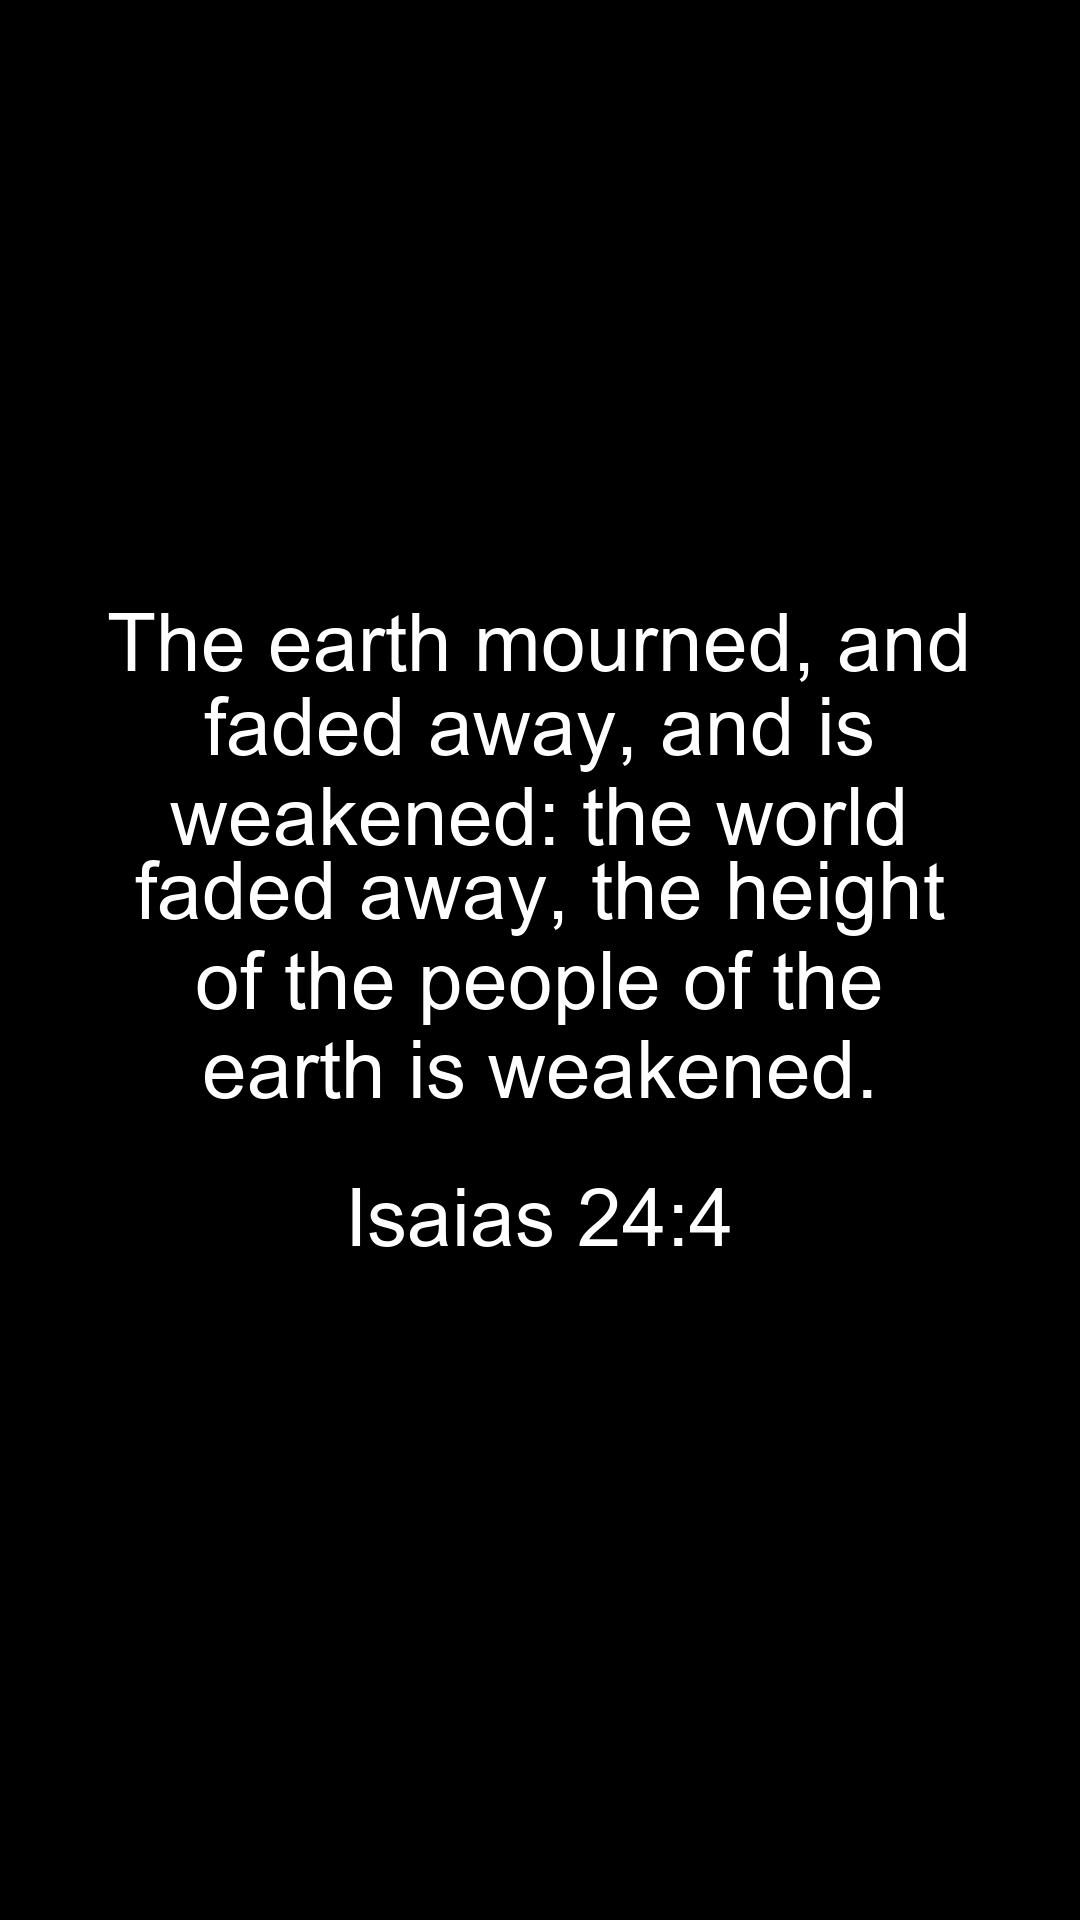 The earth mourned, and
faded away, and is
weakened: the world
faded away, the height
of the people of the
earth is weakened.
Isaias 24:4